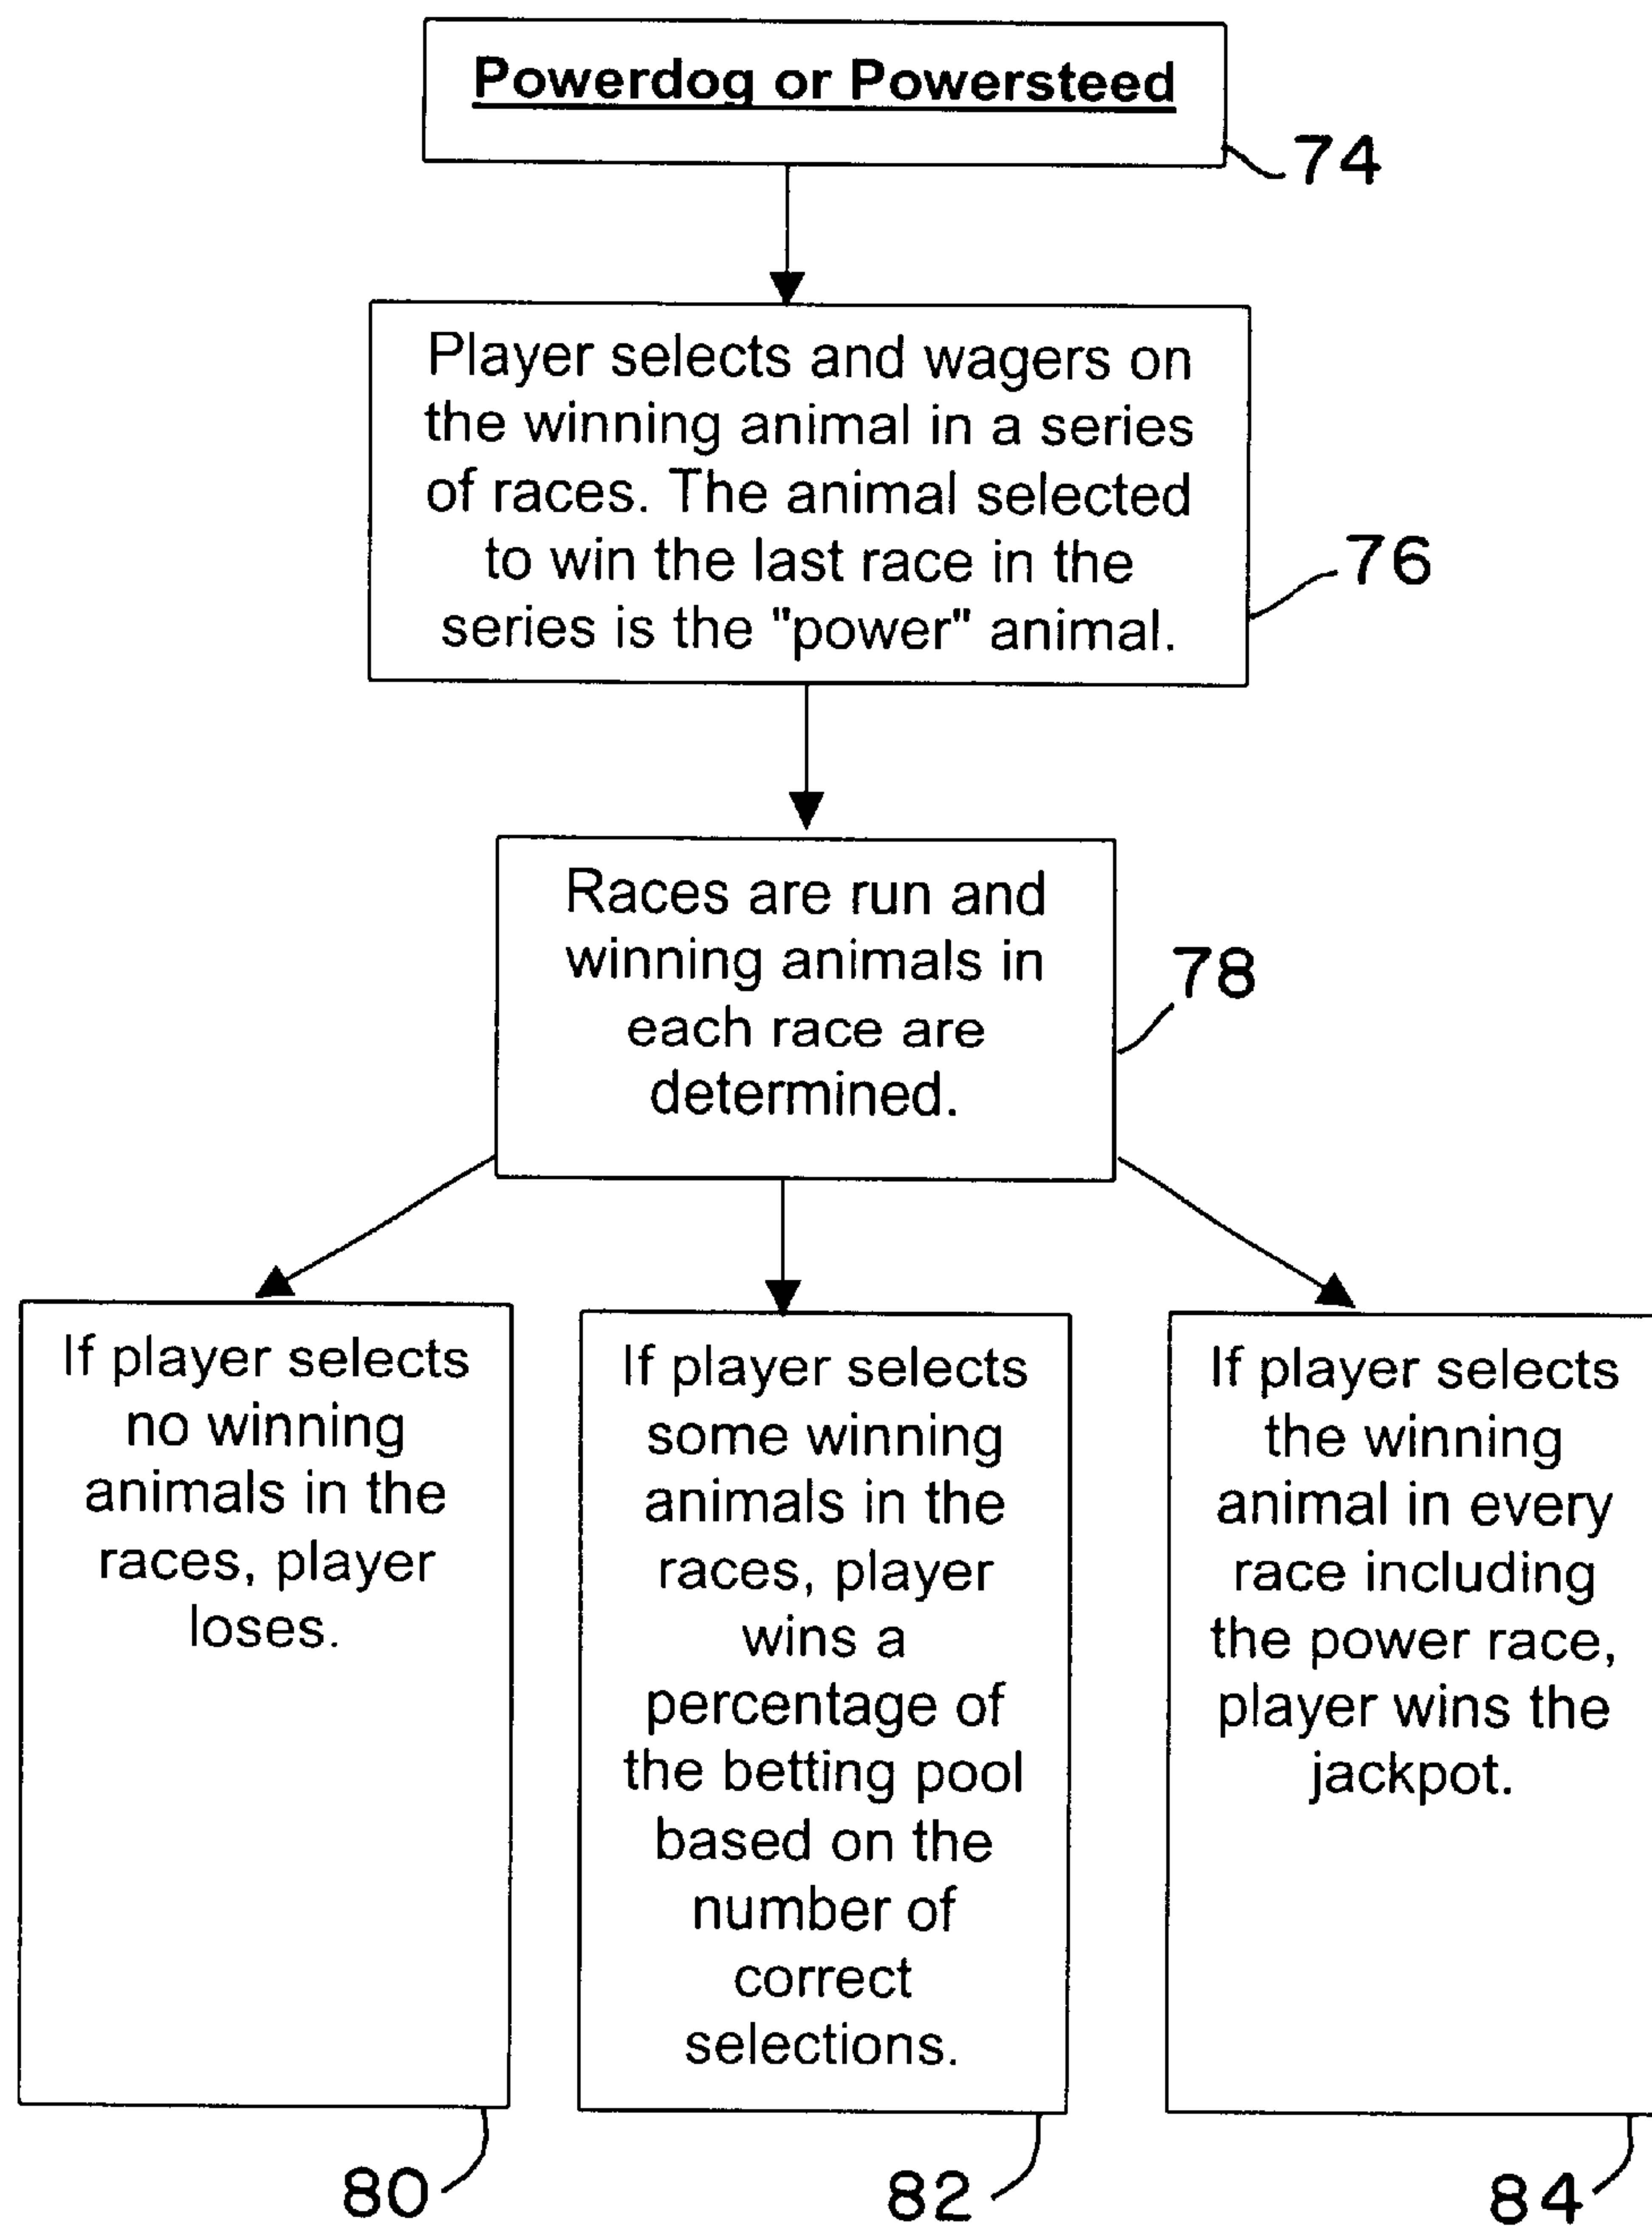 Powerdog or Powersteed
74
Player selects and wagers on
the winning animal in a series
of races. The animal selected
to win the last race in the
series is the "power" animal.
76
Races are run and
winning animals in
each race are
determined.
78
If player selects
no winning
animals in the
races, player
loses.
80
If player selects
some winning
animals in the
races, player
wins a
percentage of
the betting pool
based on the
number of
correct
selections.
82
If player selects
the winning
animal in every
race including
the power race,
player wins the
jackpot.
84